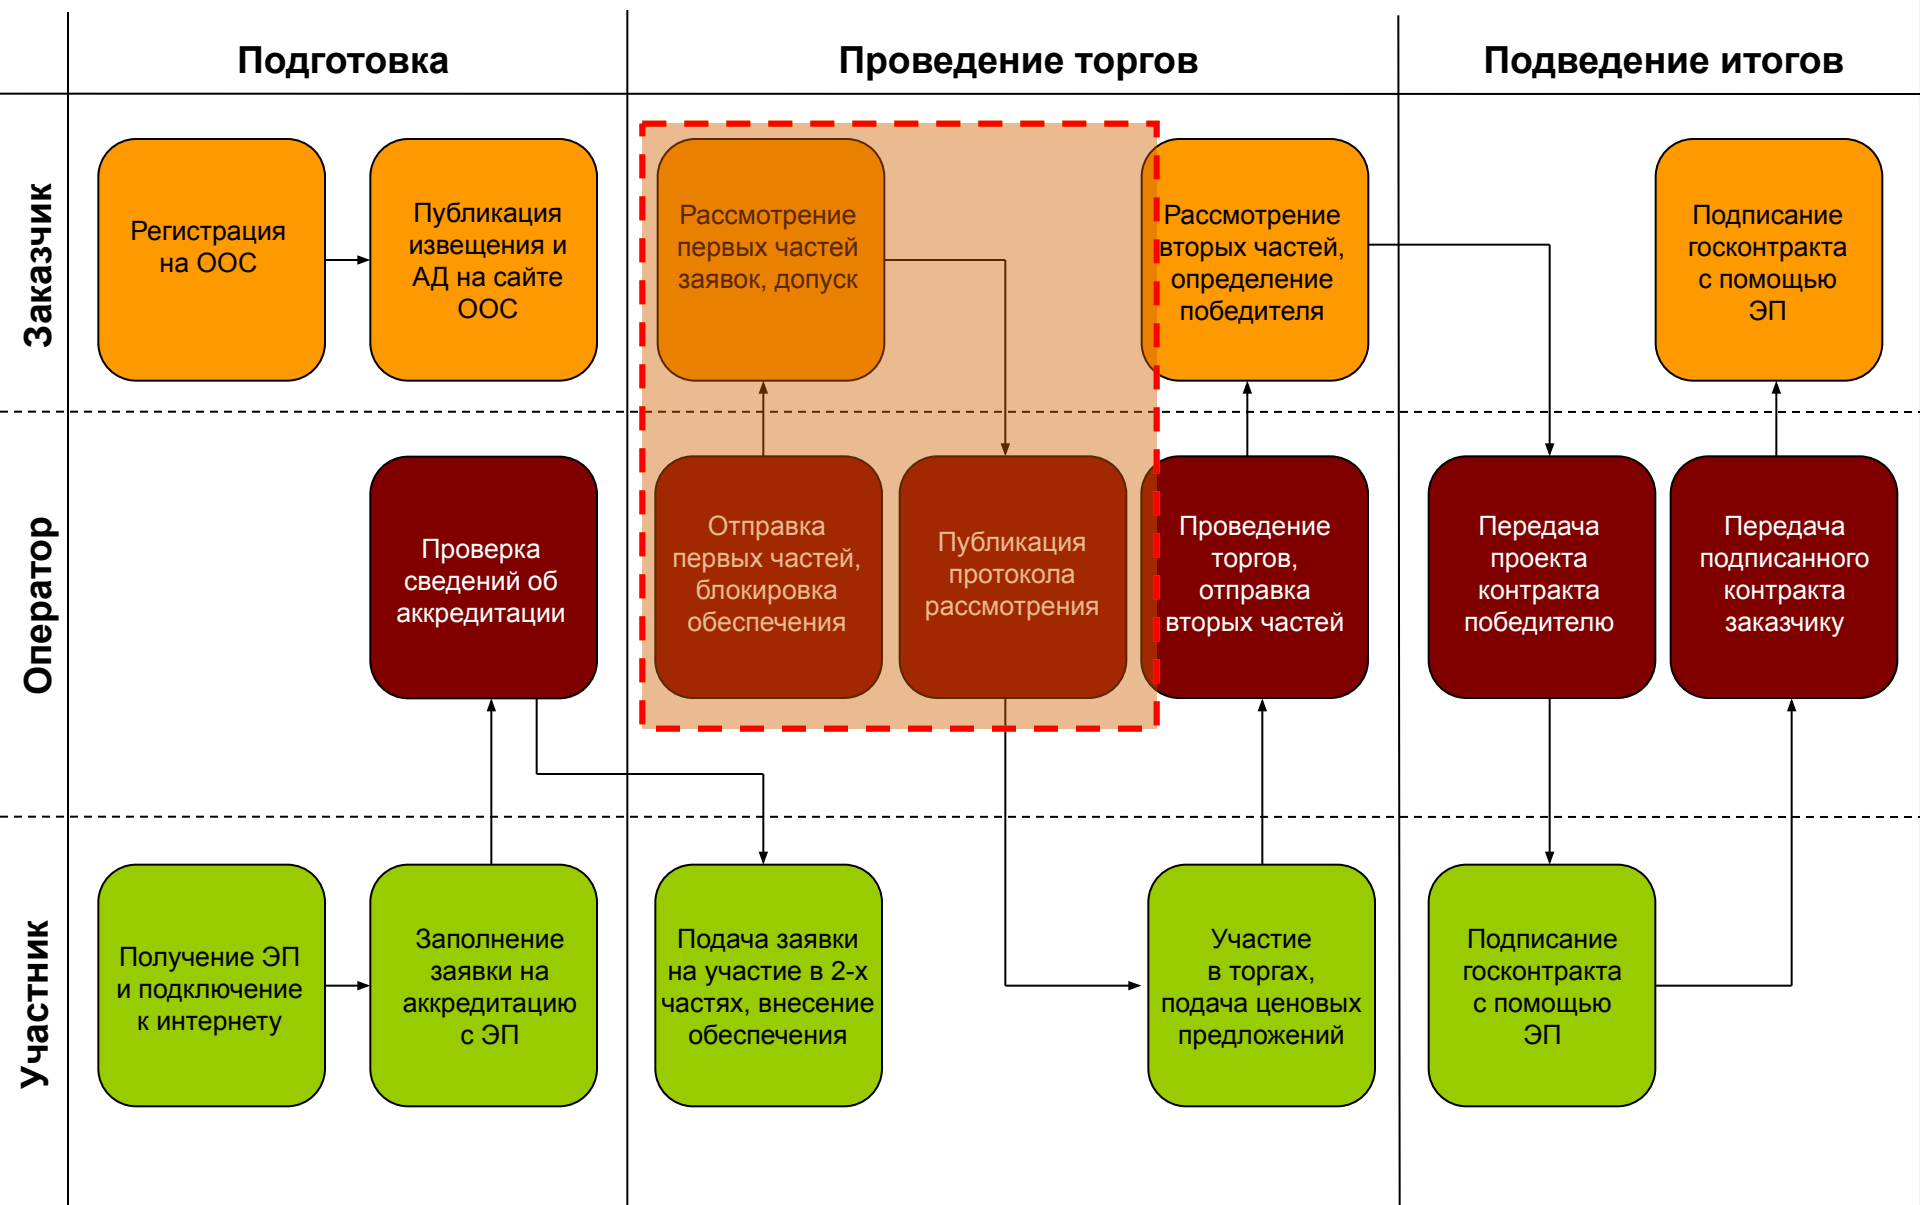 Подготовка
Проведение торгов
Подведение итогов
Заказчик
Регистрация
на ООС
Публикация
извещения и
АД на сайте
ООС
Рассмотрение
первых частей
заявок, допуск
Рассмотрение
вторых частей,
определение
победителя
Подписание
госконтракта
с помощью
ЭП
Оператор
Проверка
сведений об
аккредитации
Отправка
первых частей,
блокировка
обеспечения
Публикация
протокола
рассмотрения
Проведение
торгов,
отправка
вторых частей
Передача
проекта
контракта
победителю
Передача
подписанного
контракта
заказчику
Участник
Получение ЭП
и подключение
к интернету
Заполнение
заявки на
аккредитацию
с ЭП
Подача заявки
на участие в 2-х
частях, внесение
обеспечения
Участие
в торгах,
подача ценовых
предложений
Подписание
госконтракта
с помощью
ЭП